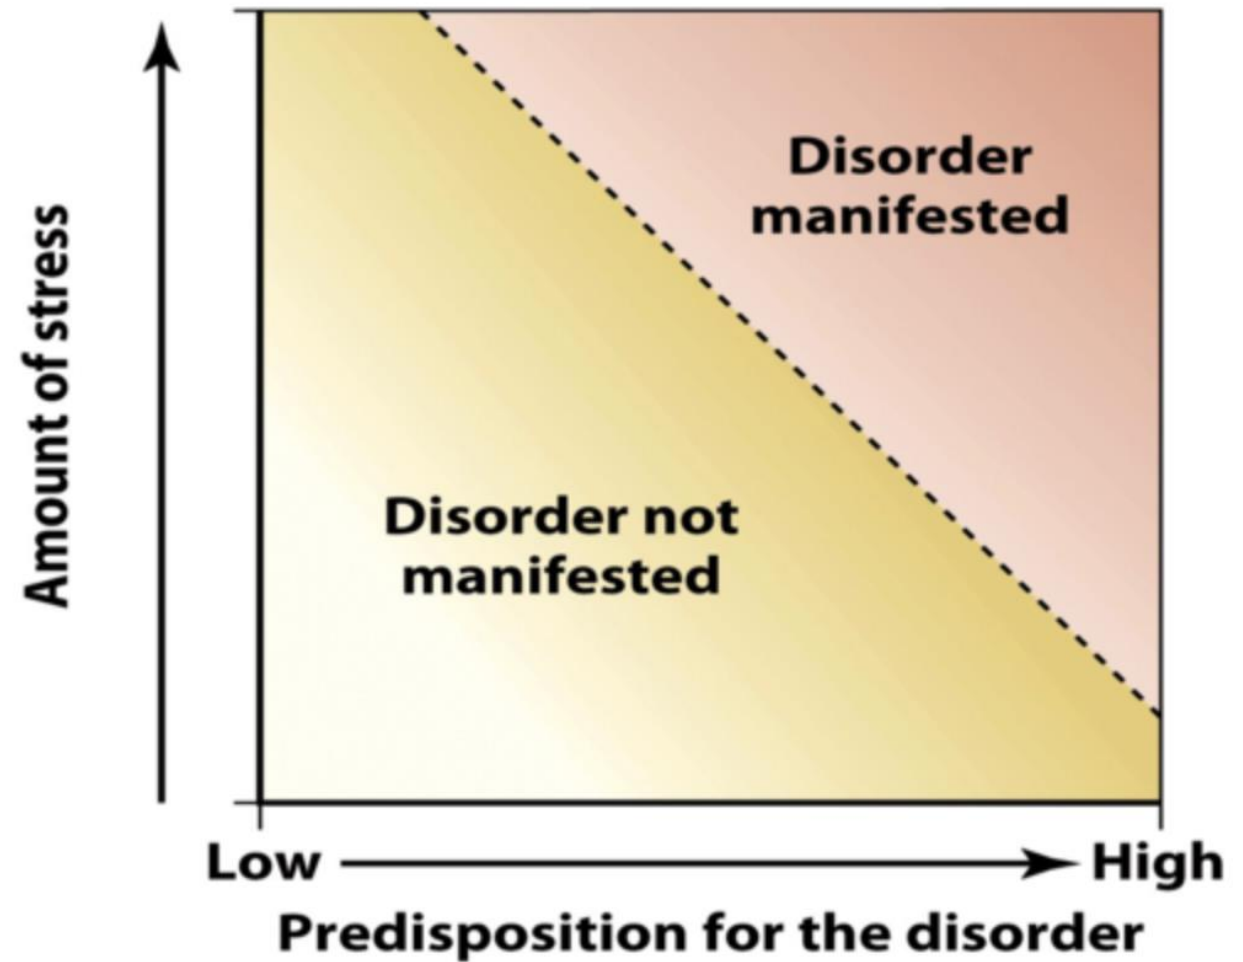 Amount of stress
Disorder
manifested
Disorder not
manifested
Low
High
Predisposition for the disorder